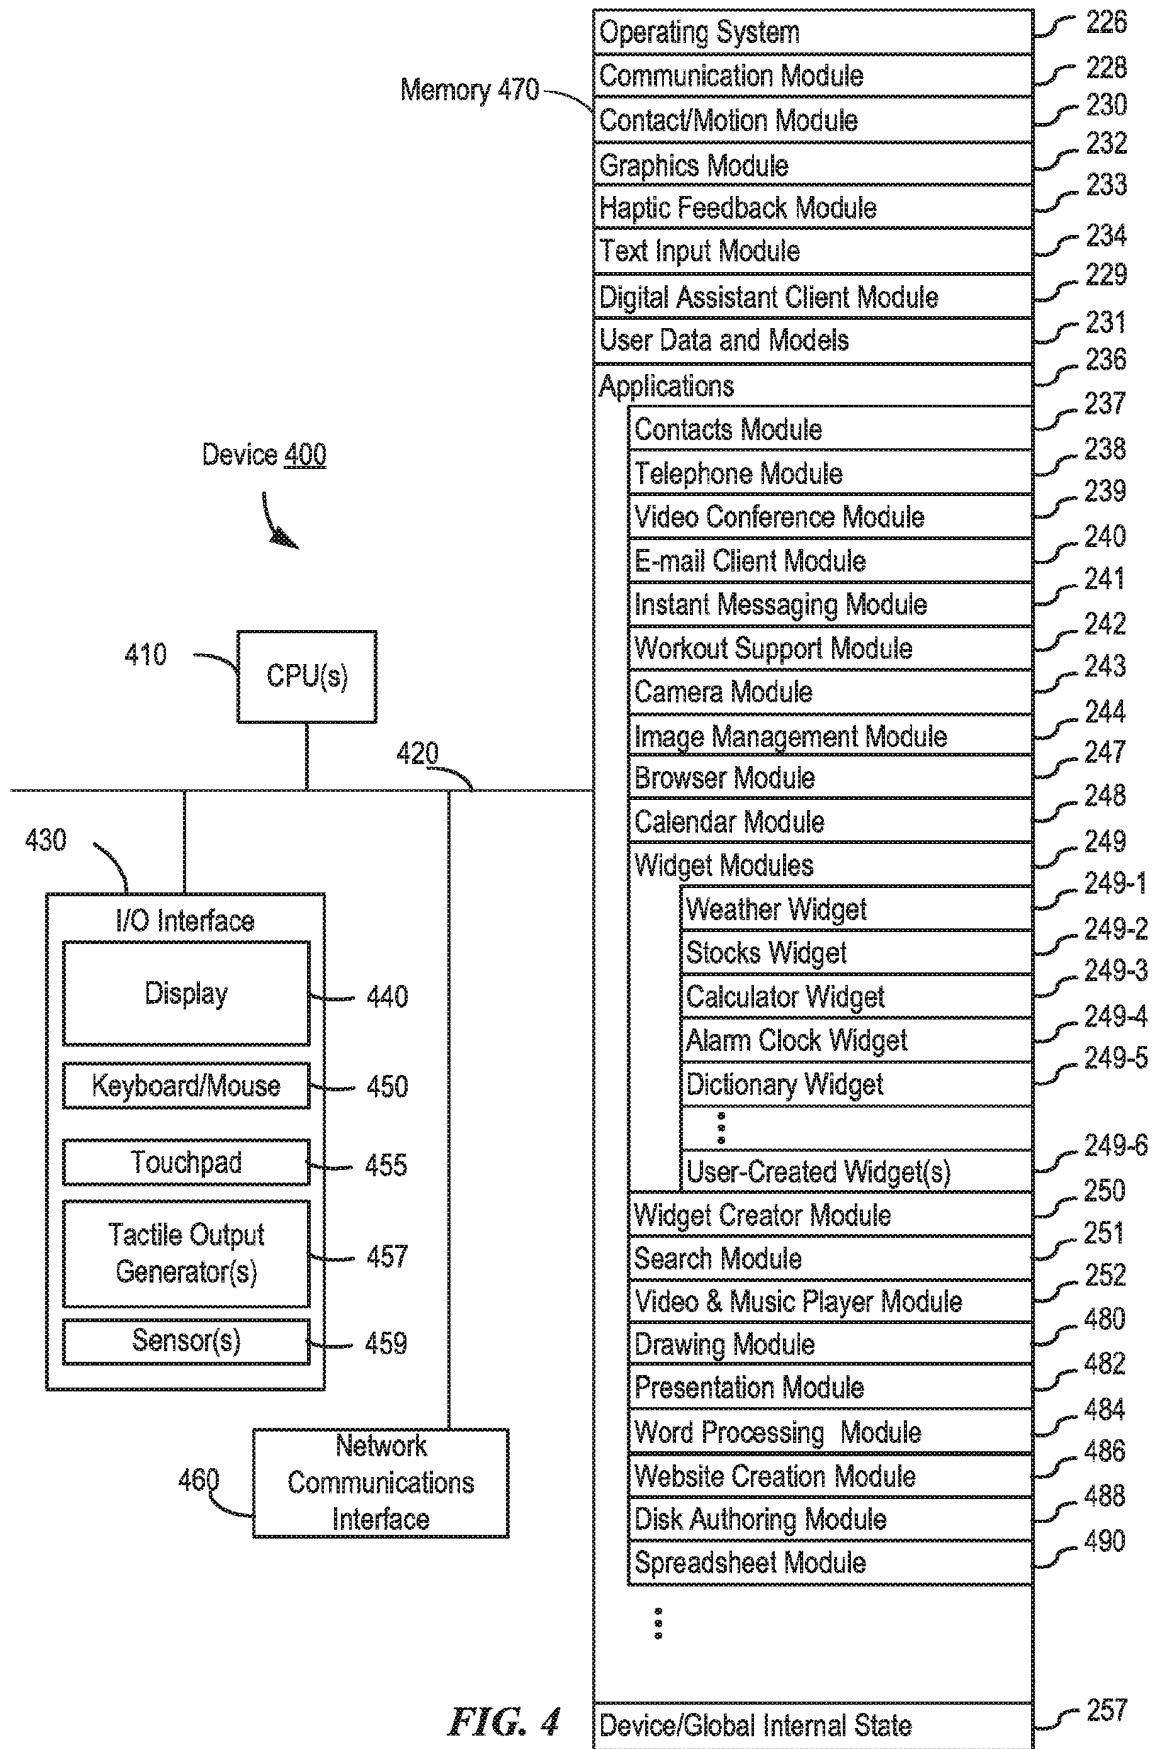 Operating System 226
Communication Module 228
Memory 470
Contact/Motion Module 230
Graphics Module 232
Haptic Feedback Module 233
Text Input Module 234
Digital Assistant Client Module 229
User Data and Models 231
Applications 236
Contacts Module 237
Telephone Module 238
Video Conference Module 239
E-mail Client Module 240
Instant Messaging Module 241
Workout Support Module 242
Camera Module 243
Image Management Module 244
Browser Module 247
Calendar Module 248
Widget Modules 249
Weather Widget 249-1
Stocks Widget 249-2
Calculator Widget 249-3
Alarm Clock Widget 249-4
Dictionary Widget 249-5
User-Created Widget(s) 249-6
Widget Creator Module 250
Search Module 251
Video & Music Player Module 252
Drawing Module 480
Presentation Module 482
Word Processing Module 484
Website Creation Module 486
Disk Authoring Module 488
Spreadsheet Module 490
Device/Global Internal State 257
Device 400
410
CPU(s)
420
430
I/O Interface
Display 440
Keyboard/Mouse 450
Touchpad 455
Tactile Output
Generator(s) 457
Sensor(s) 459
460
Network
Communications
Interface
FIG. 4